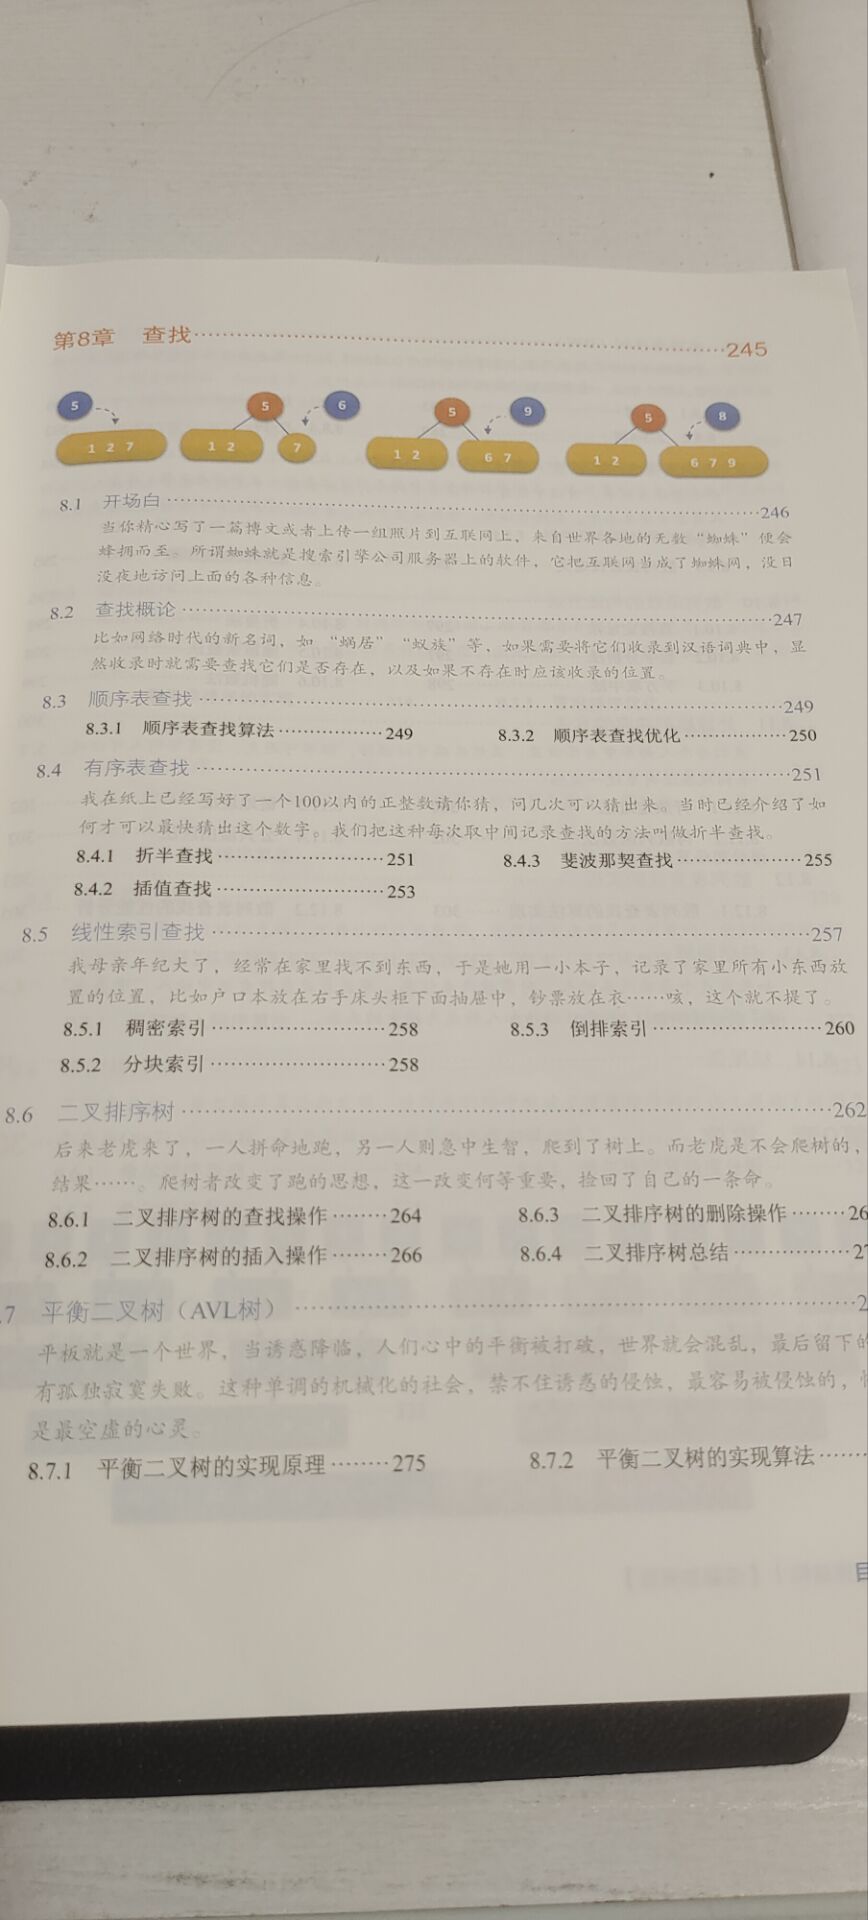 第8章 查找……245
5 5 6 5 9 5 8
1 2 7 1 2 7 1 2 6 7 1 2 6 7 9
8.1 开场白……246
当你精心写了一篇博文或者上传一组照片到互联网上，来自世界各地的无数“蜘蛛”便会
蜂拥而至。所谓蜘蛛就是搜索引擎公司服务器上的软件，它把互联网当成了蜘蛛网，没日
没夜地访问上面的各种信息。
8.2 查找概论……247
比如网络时代的新名词，如“蜗居”“蚁族”等，如果需要将它们收录到汉语词典中，显
然收录时就需要查找它们是否存在，以及如果不存在时应该收录的位置。
8.3 顺序表查找……249
8.3.1 顺序表查找算法……249 8.3.2 顺序表查找优化……250
8.4 有序表查找……251
我在纸上已经写好了一个100以内的正整数请你猜，问几次可以猜出来。当时已经介绍了如
何才可以最快猜出这个数字。我们把这种每次取中间记录查找的方法叫做折半查找。
8.4.1 折半查找……251 8.4.3 斐波那契查找……255
8.4.2 插值查找……253
8.5 线性索引查找……257
我母亲年纪大了，经常在家里找不到东西，于是她用一小本子，记录了家里所有小东西放
置的位置，比如户口本放在右手床头柜下面抽屉中，钞票放在衣……咳，这个就不提了。
8.5.1 稠密索引……258 8.5.3 倒排索引……260
8.5.2 分块索引……258
8.6 二叉排序树……262
后来老虎来了，一人拼命地跑，另一人则急中生智，爬到了树上。而老虎是不会爬树的，
结果……。爬树者改变了跑的思想，这一改变何等重要，捡回了自己的一条命。
8.6.1 二叉排序树的查找操作……264 8.6.3 二叉排序树的删除操作……26
8.6.2 二叉排序树的插入操作……266 8.6.4 二叉排序树总结……
.7 平衡二叉树（AVL树）……2
平板就是一个世界，当诱惑降临，人们心中的平衡被打破，世界就会混乱，最后留下的
有孤独寂寞失败。这种单调的机械化的社会，禁不住诱惑的侵蚀，最容易被侵蚀的，
是最空虚的心灵。
8.7.1 平衡二叉树的实现原理……275 8.7.2 平衡二叉树的实现算法……
目